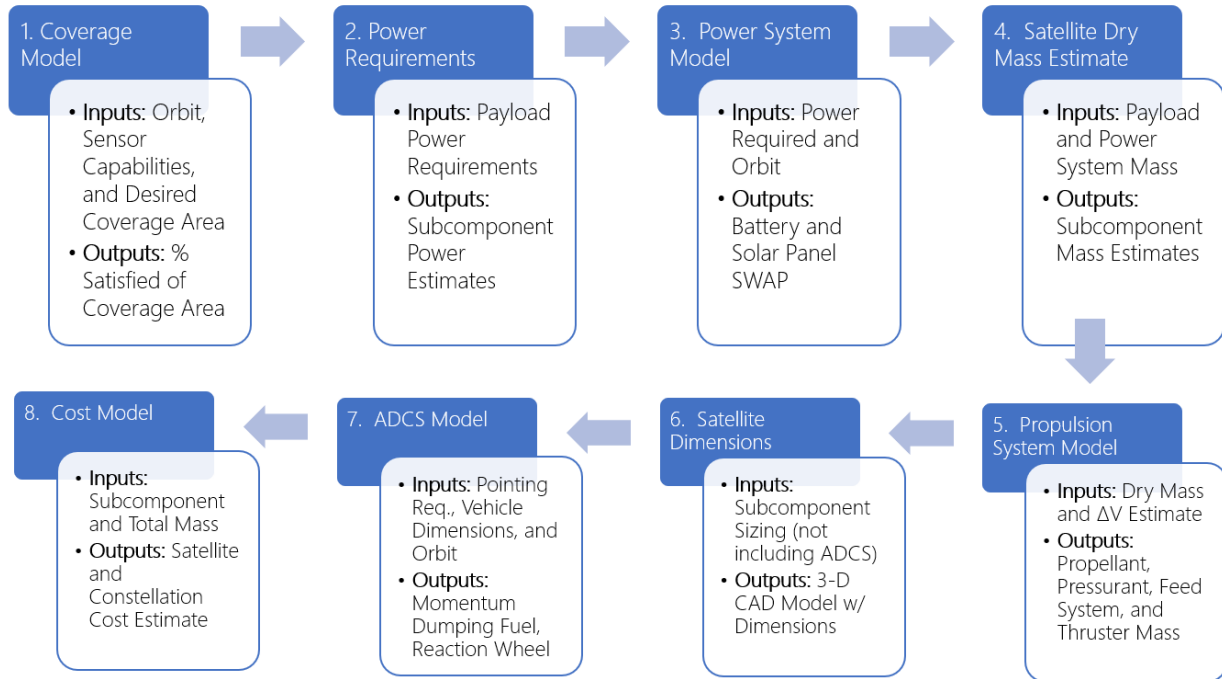 1. Coverage
Model
• Inputs: Orbit,
Sensor
Capabilities,
and Desired
Coverage Area
• Outputs: %
Satisfied of
Coverage Area
2. Power
Requirements
• Inputs: Payload
Power
Requirements
• Outputs:
Subcomponent
Power
Estimates
3. Power System
Model
• Inputs: Power
Required and
Orbit
• Outputs:
Battery and
Solar Panel
SWAP
4. Satellite Dry
Mass Estimate
• Inputs: Payload
and Power
System Mass
• Outputs:
Subcomponent
Mass Estimates
5. Propulsion
System Model
• Inputs: Dry Mass
and ΔV Estimate
• Outputs:
Propellant,
Pressurant, Feed
System, and
Thruster Mass
6. Satellite
Dimensions
• Inputs:
Subcomponent
Sizing (not
including ADCS)
• Outputs: 3-D
CAD Model w/
Dimensions
7. ADCS Model
• Inputs: Pointing
Req., Vehicle
Dimensions, and
Orbit
• Outputs:
Momentum
Dumping Fuel,
Reaction Wheel
8. Cost Model
• Inputs:
Subcomponent
and Total Mass
• Outputs: Satellite
and
Constellation
Cost Estimate